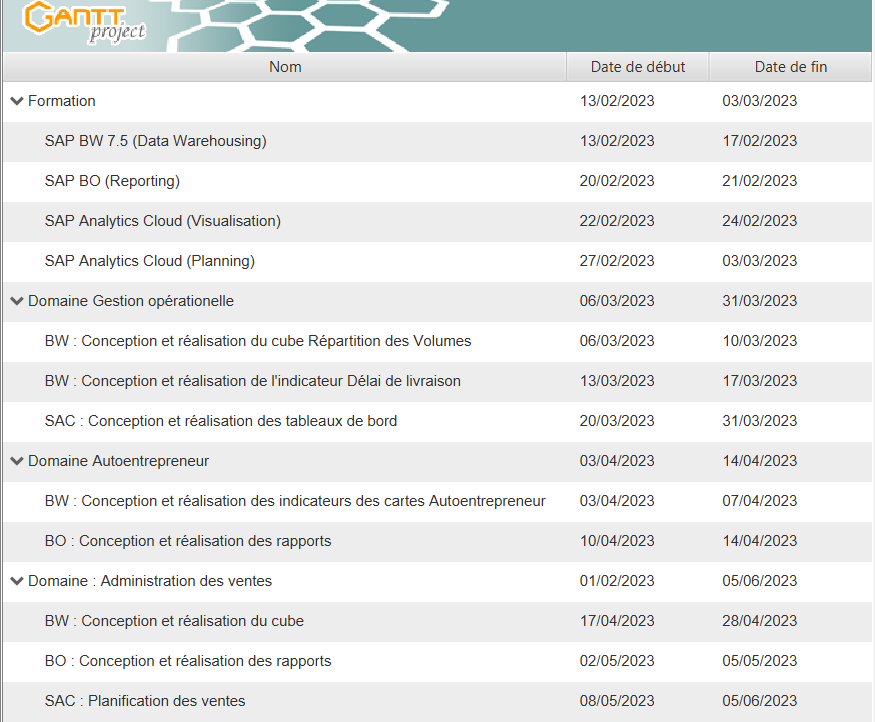 GANTT
project
Nom Date de début Date de fin
Formation 13/02/2023 03/03/2023
SAP BW 7.5 (Data Warehousing) 13/02/2023 17/02/2023
SAP BO (Reporting) 20/02/2023 21/02/2023
SAP Analytics Cloud (Visualisation) 22/02/2023 24/02/2023
SAP Analytics Cloud (Planning) 27/02/2023 03/03/2023
Domaine Gestion opérationelle 06/03/2023 31/03/2023
BW : Conception et réalisation du cube Répartition des Volumes 06/03/2023 10/03/2023
BW : Conception et réalisation de l'indicateur Délai de livraison 13/03/2023 17/03/2023
SAC : Conception et réalisation des tableaux de bord 20/03/2023 31/03/2023
Domaine Autoentrepreneur 03/04/2023 14/04/2023
BW : Conception et réalisation des indicateurs des cartes Autoentrepreneur 03/04/2023 07/04/2023
BO : Conception et réalisation des rapports 10/04/2023 14/04/2023
Domaine : Administration des ventes 01/02/2023 05/06/2023
BW : Conception et réalisation du cube 17/04/2023 28/04/2023
BO : Conception et réalisation des rapports 02/05/2023 05/05/2023
SAC : Planification des ventes 08/05/2023 05/06/2023